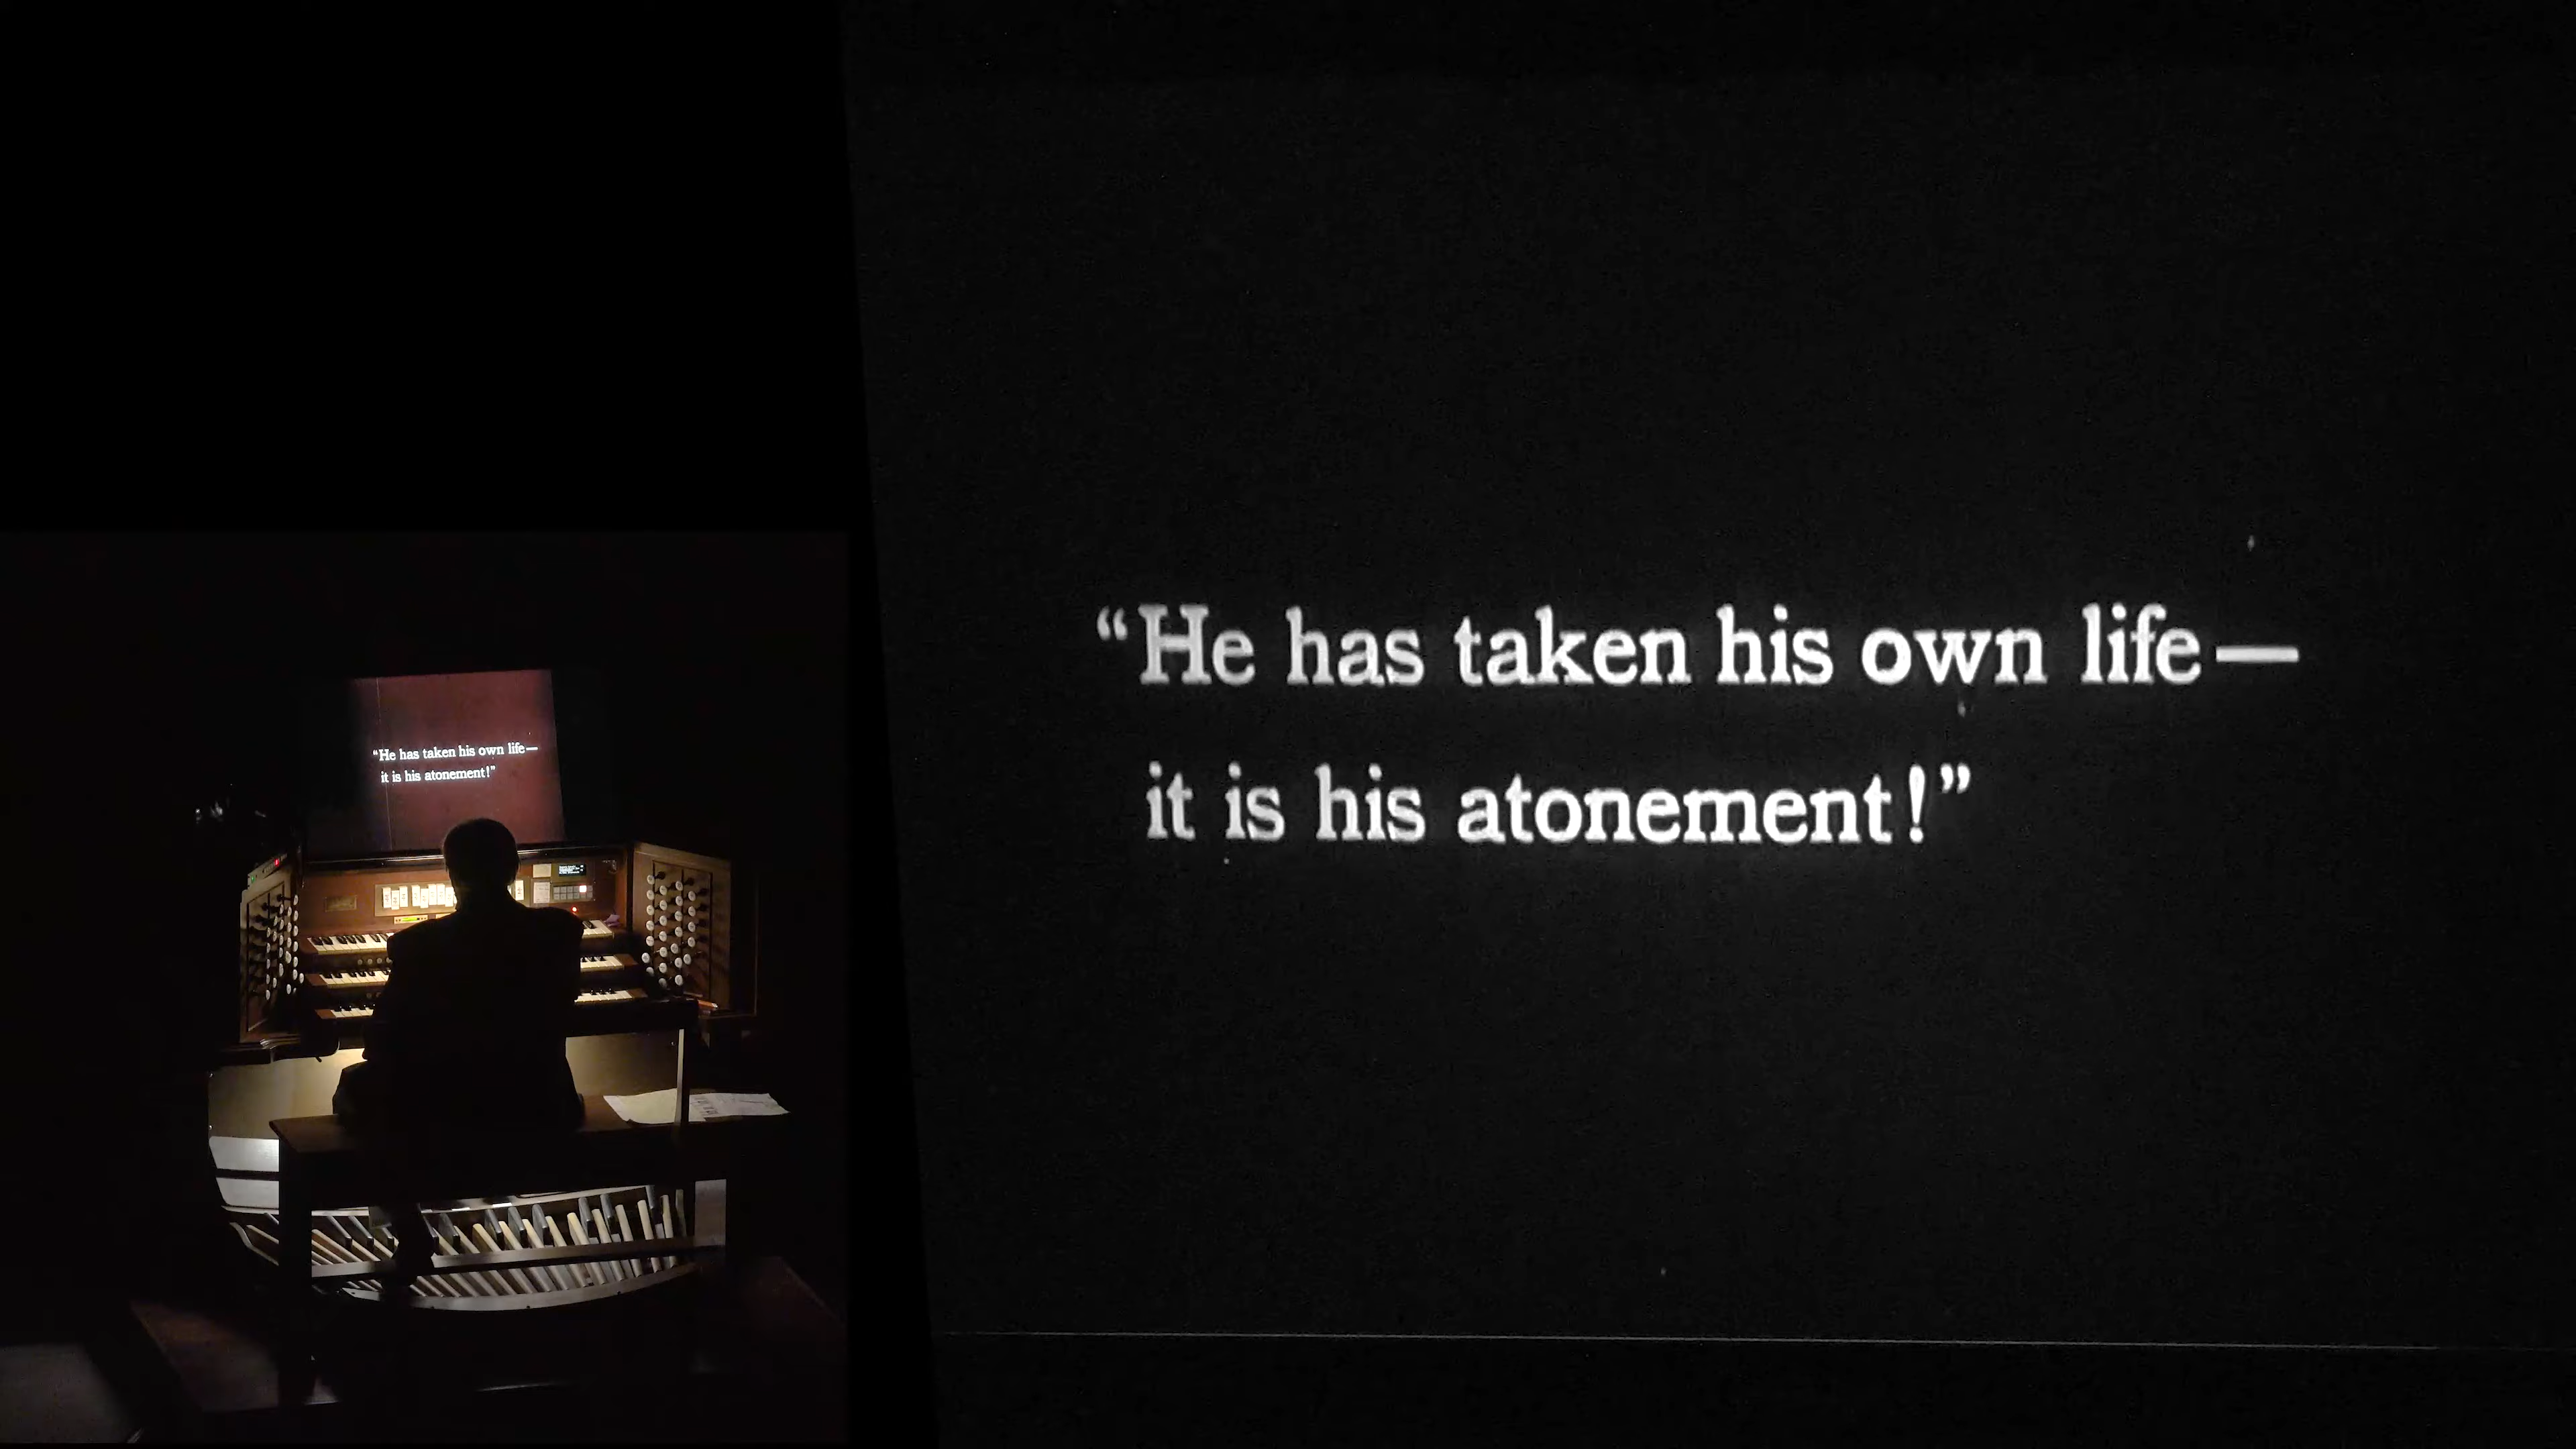 “He has taken his own life—
it is his atonement!”
“He has taken his own life—
it is his atonement!”